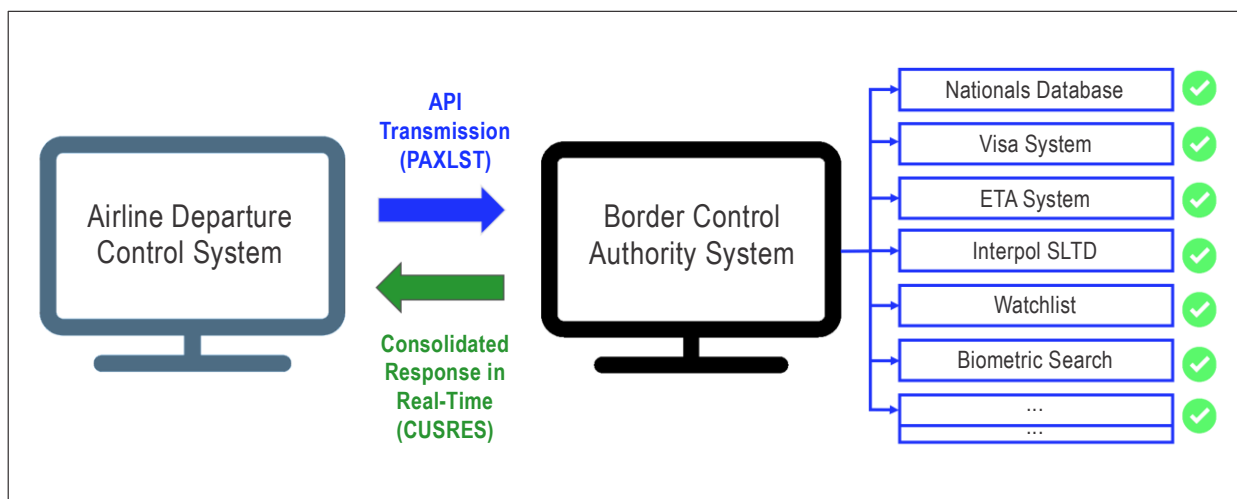 Airline Departure
Control System
API
Transmission
(PAXLST)
Consolidated
Response in
Real-Time
(CUSRES)
Border Control
Authority System
Nationals Database
Visa System
ETA System
Interpol SLTD
Watchlist
Biometric Search
...
...